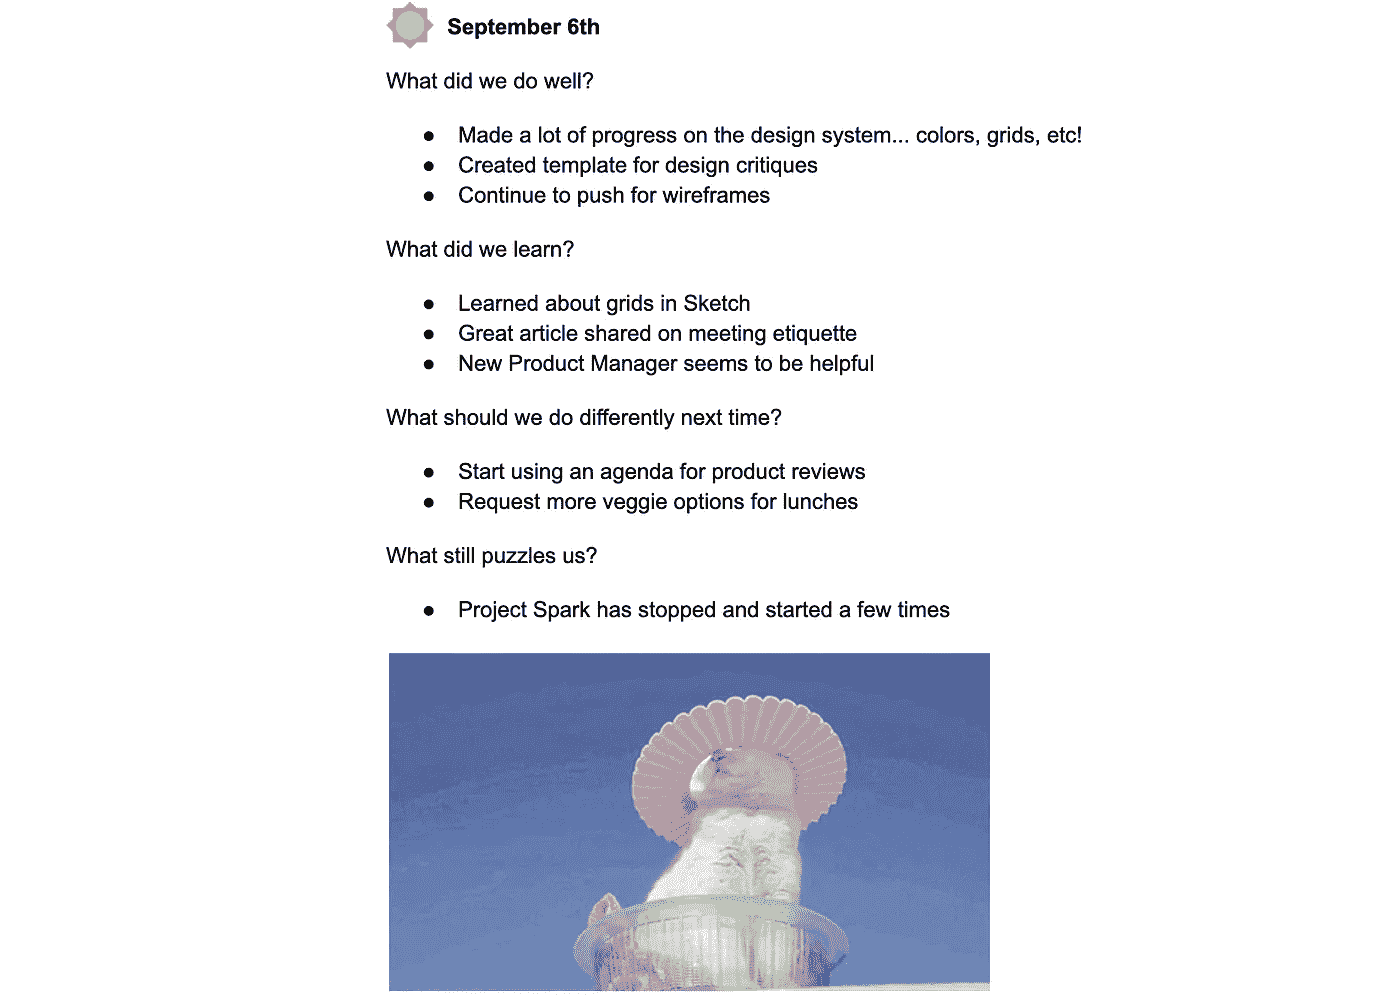 September 6th
What did we do well?
● Made a lot of progress on the design system... colors, grids, etc!
● Created template for design critiques
● Continue to push for wireframes
What did we learn?
● Learned about grids in Sketch
● Great article shared on meeting etiquette
● New Product Manager seems to be helpful
What should we do differently next time?
● Start using an agenda for product reviews
● Request more veggie options for lunches
What still puzzles us?
● Project Spark has stopped and started a few times